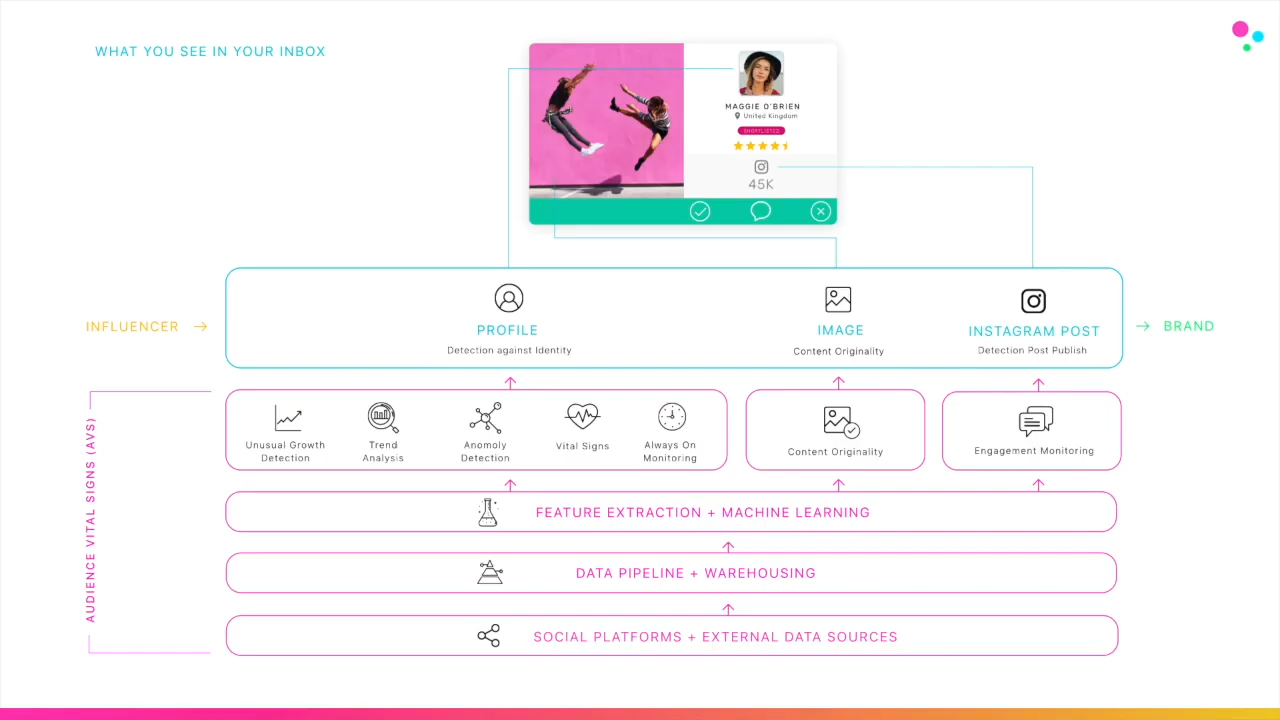 WHAT YOU SEE IN YOUR INBOX
MAGGIE O'BRIEN
United Kingdom
SHORTLISTED
45K
INFLUENCER
PROFILE
Detection against Identity
IMAGE
Content Originality
INSTAGRAM POST
Detection Post Publish
BRAND
AUDIENCE VITAL SIGNS (AVS)
Unusual Growth
Detection
Trend
Analysis
Anomoly
Detection
Vital Signs
Always On
Monitoring
Content Originality
Engagement Monitoring
FEATURE EXTRACTION + MACHINE LEARNING
DATA PIPELINE + WAREHOUSING
SOCIAL PLATFORMS + EXTERNAL DATA SOURCES